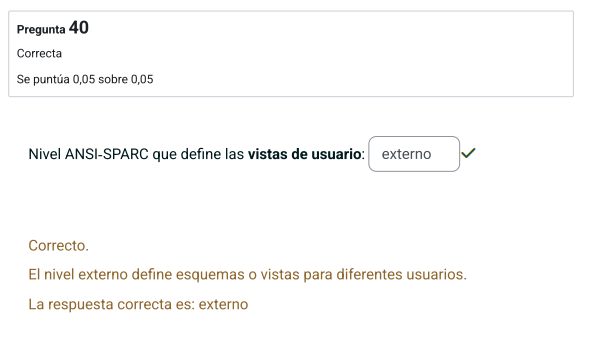 Pregunta 40
Correcta
Se puntúa 0,05 sobre 0,05
Nivel ANSI-SPARC que define las vistas de usuario: externo
Correcto.
El nivel externo define esquemas o vistas para diferentes usuarios.
La respuesta correcta es: externo